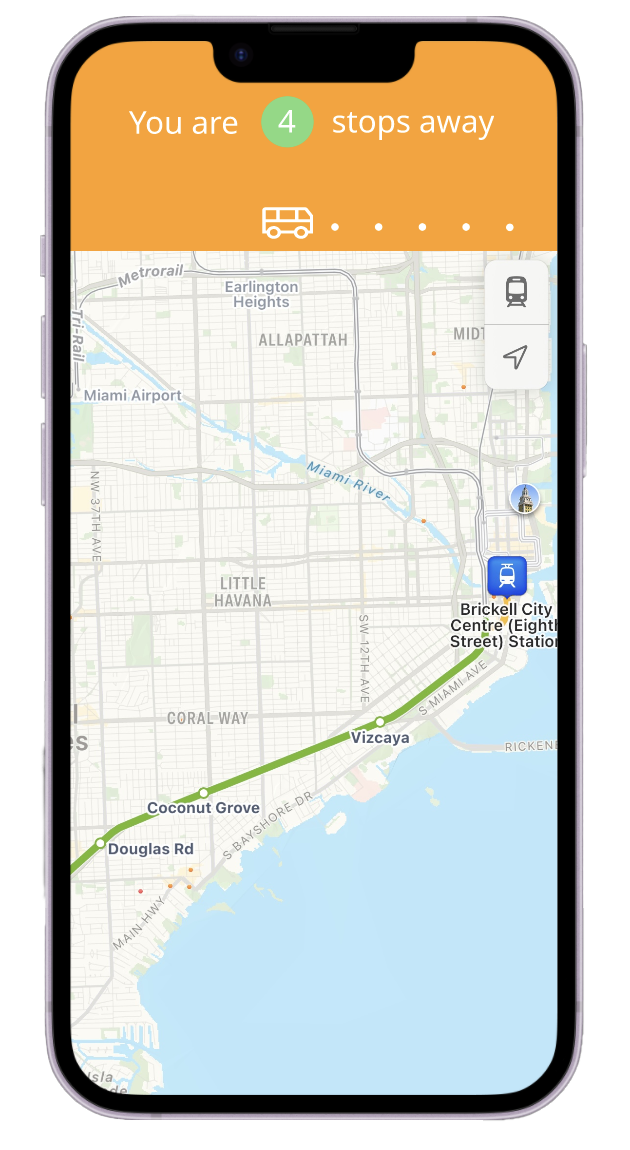 You are 4 stops away
Metrorail
Earlington
Heights
Tri-Rail
ALLAPATTAH
MIDT
Miami Airport
Miami River
NW 37TH AVE
LITTLE
HAVANA
Brickell City
Centre (Eighth
Street) Station
SW 12TH AVE
S MIAMI AVE
CORAL WAY
Vizcaya
RICKENE
Coconut Grove
S BAYSHORE DR
Douglas Rd
MAIN HWY
Isla